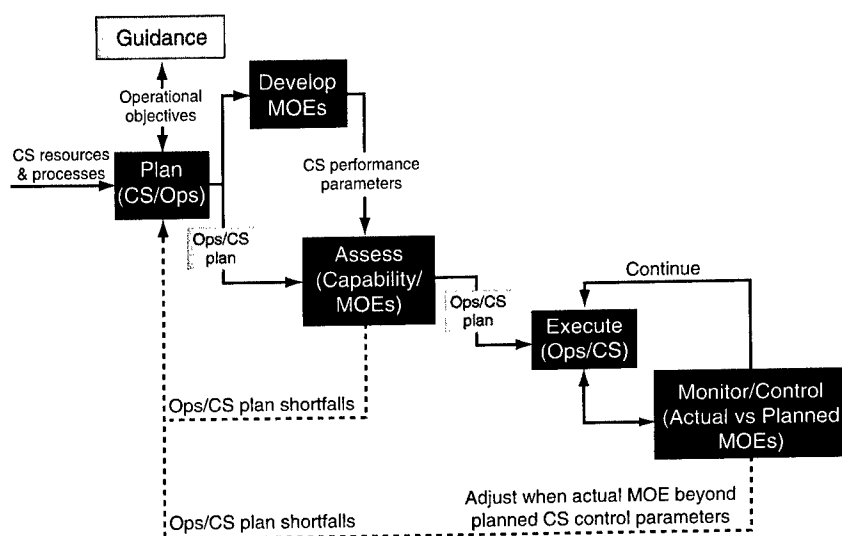 Guidance
Operational
objectives
Develop
MOEs
CS resources
& processes
Plan
(CS/Ops)
CS performance
parameters
Ops/CS
plan
Assess
(Capability/
MOEs)
Ops/CS
plan
Continue
Execute
(Ops/CS)
Monitor/Control
(Actual vs Planned
MOEs)
Ops/CS plan shortfalls
Adjust when actual MOE beyond
planned CS control parameters
Ops/CS plan shortfalls